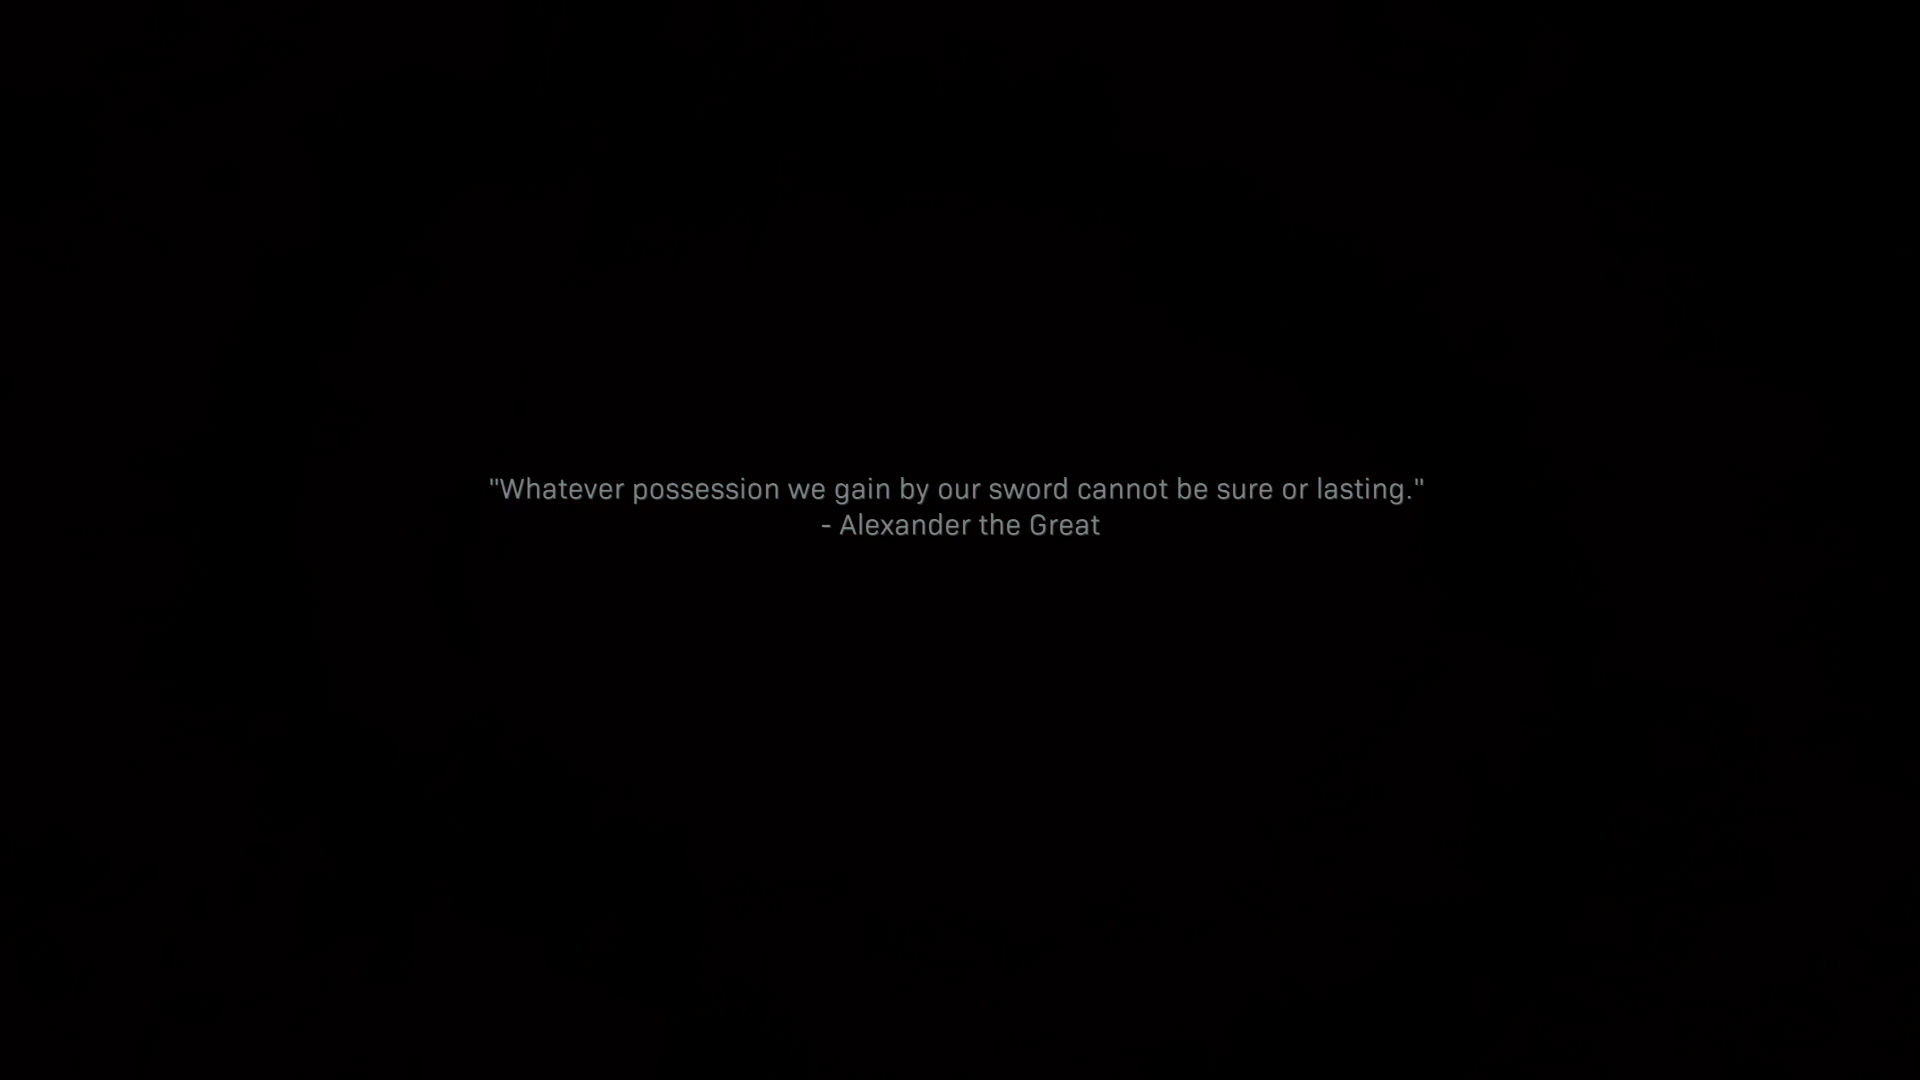 "Whatever possession we gain by our sword cannot be sure or lasting."
- Alexander the Great